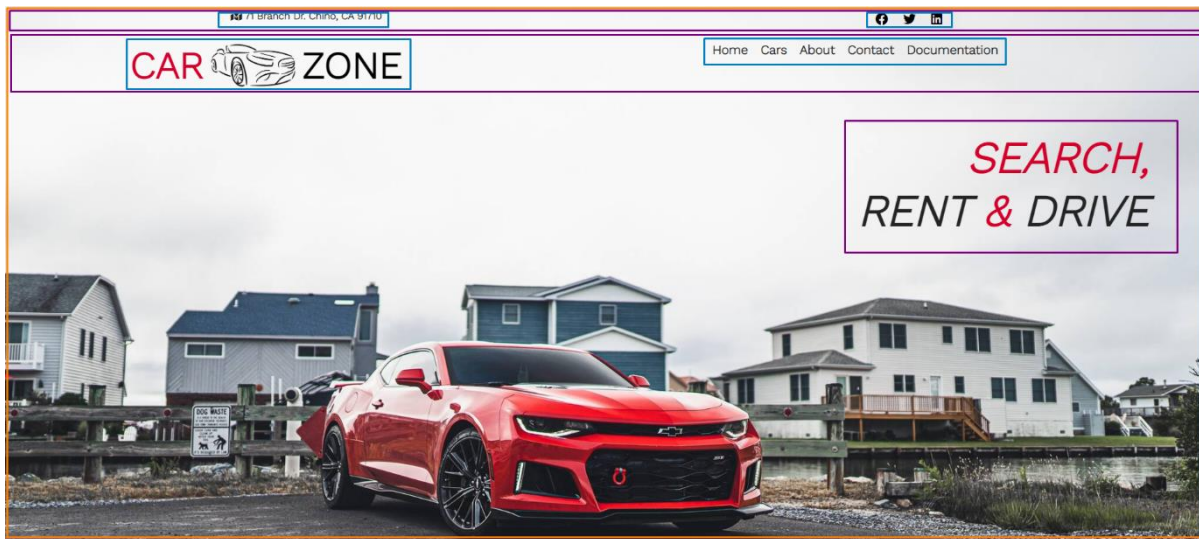 71 Branch Dr. Chino, CA 91710
CAR ZONE
Home Cars About Contact Documentation
SEARCH,
RENT & DRIVE
DOG WASTE